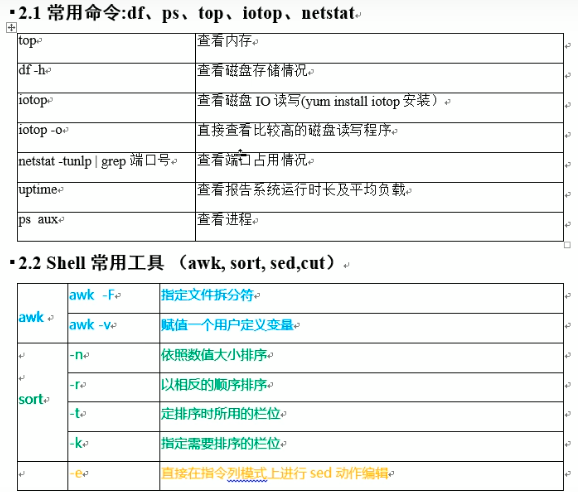 2.1 常用命令:df、ps、top、iotop、netstat
top 查看内存
df -h 查看磁盘存储情况
iotop 查看磁盘 IO 读写(yum install iotop 安装）
iotop -o 直接查看比较高的磁盘读写程序
netstat -tunlp | grep 端口号 查看端口占用情况
uptime 查看报告系统运行时长及平均负载
ps aux 查看进程
2.2 Shell 常用工具 （awk, sort, sed,cut）
awk
awk -F 指定文件拆分符
awk -v 赋值一个用户定义变量
sort
-n 依照数值大小排序
-r 以相反的顺序排序
-t 定排序时所用的栏位
-k 指定需要排序的栏位
-e 直接在指令列模式上进行 sed 动作编辑